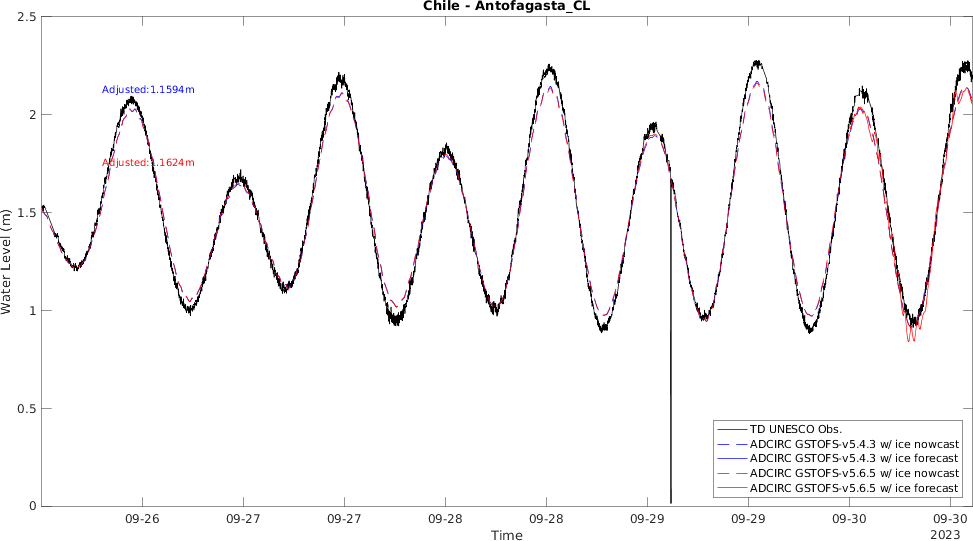 Chile - Antofagasta_CL
2.5
2
1.5
1
0.5
0
Water Level (m)
Adjusted:1.1594m
Adjusted:1.1624m
TD UNESCO Obs.
ADCIRC GSTOFS-v5.4.3 w/ ice nowcast
ADCIRC GSTOFS-v5.4.3 w/ ice forecast
ADCIRC GSTOFS-v5.6.5 w/ ice nowcast
ADCIRC GSTOFS-v5.6.5 w/ ice forecast
09-26 09-27 09-27 09-28 09-28 09-29 09-29 09-30 09-30
Time 2023